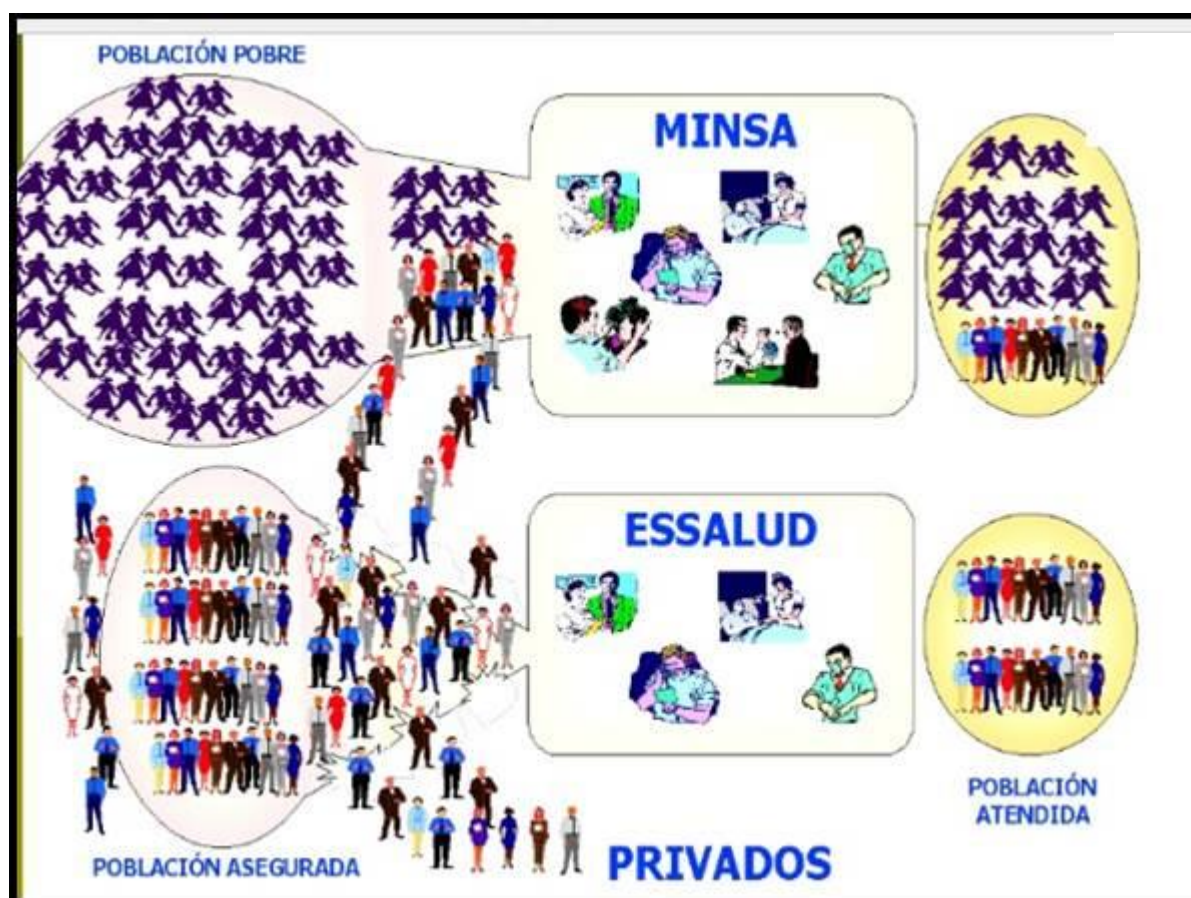 POBLACIÓN POBRE
MINSA
ESSALUD
POBLACIÓN
ATENDIDA
POBLACIÓN ASEGURADA
PRIVADOS